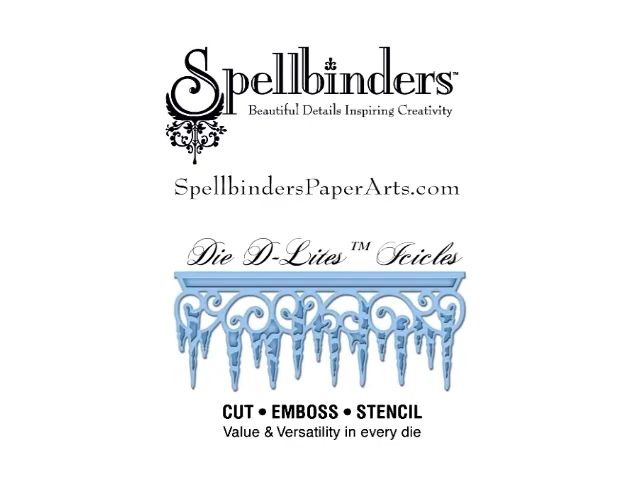 Spellbinders™
Beautiful Details Inspiring Creativity
SpellbindersPaperArts.com
Die D-Lites™ Icicles
CUT • EMBOSS • STENCIL
Value & Versatility in every die